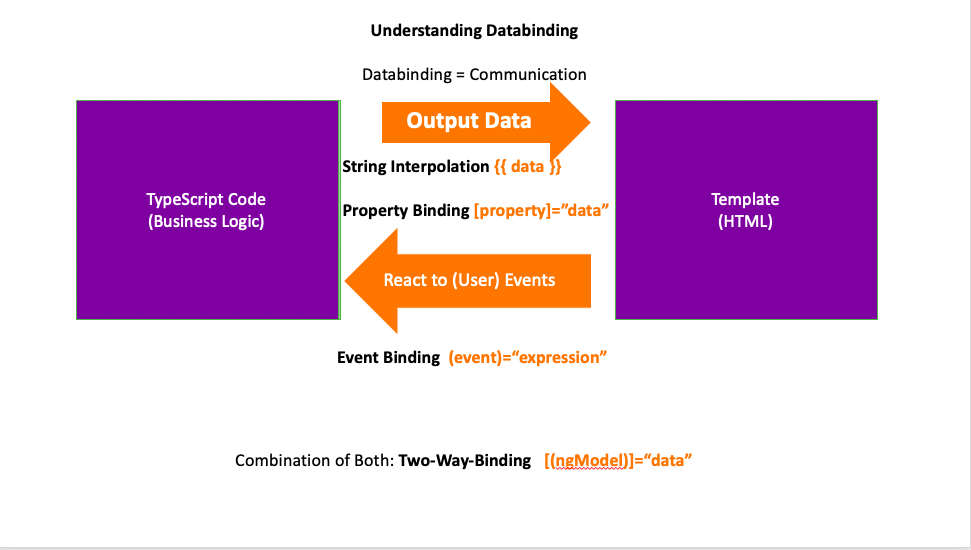 Understanding Databinding
Databinding = Communication
Output Data
String Interpolation {{ data }}
TypeScript Code
(Business Logic)
Property Binding [property]=”data”
Template
(HTML)
React to (User) Events
Event Binding (event)=“expression”
Combination of Both: Two-Way-Binding [(ngModel)]=“data”